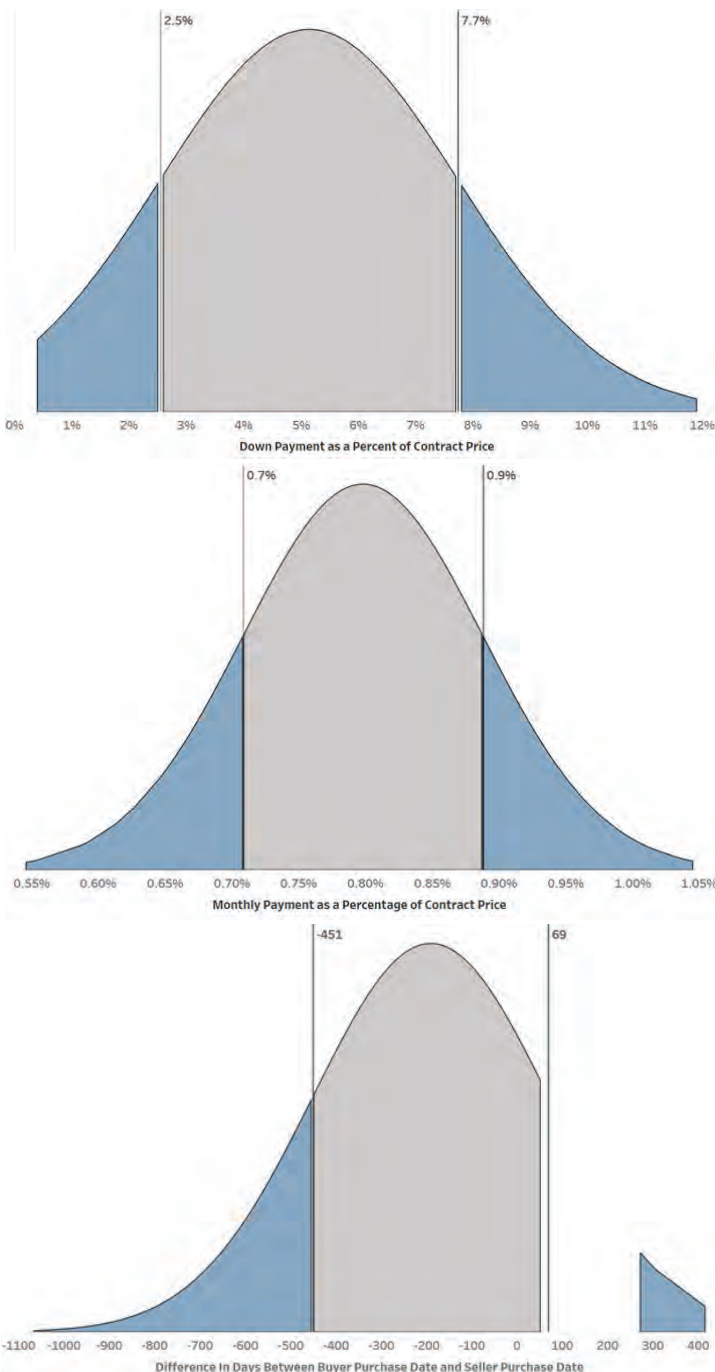 2.5% 7.7%
0% 1% 2% 3% 4% 5% 6% 7% 8% 9% 10% 11% 12%
Down Payment as a Percent of Contract Price
0.7% 0.9%
0.55% 0.60% 0.65% 0.70% 0.75% 0.80% 0.85% 0.90% 0.95% 1.00% 1.05%
Monthly Payment as a Percentage of Contract Price
-451 69
-1100 -1000 -900 -800 -700 -600 -500 -400 -300 -200 -100 0 100 200 300 400
Difference In Days Between Buyer Purchase Date and Seller Purchase Date